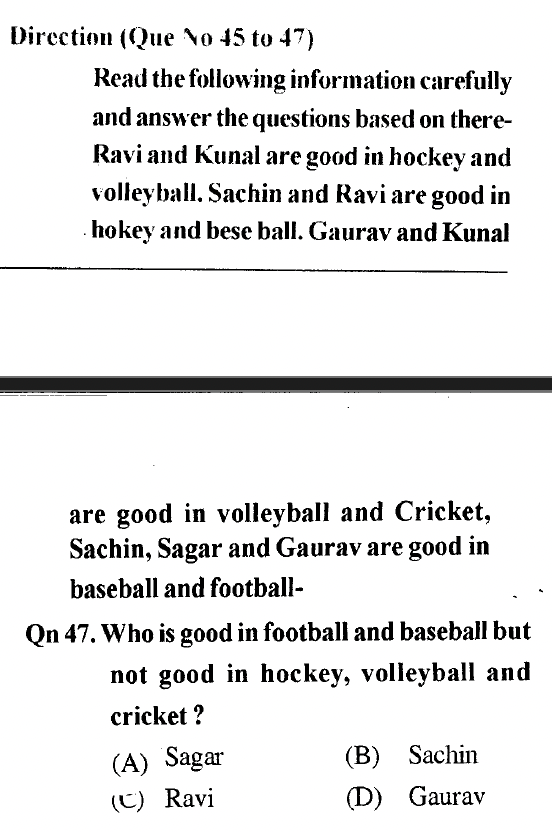 Direction (Que No 45 to 47)
Read the following information carefully
and answer the questions based on there-
Ravi and Kunal are good in hockey and
volleyball. Sachin and Ravi are good in
hokey and bese ball. Gaurav and Kunal
are good in volleyball and Cricket,
Sachin, Sagar and Gaurav are good in
baseball and football-
Qn 47. Who is good in football and baseball but
not good in hockey, volleyball and
cricket ?
(A) Sagar (B) Sachin
(C) Ravi (D) Gaurav